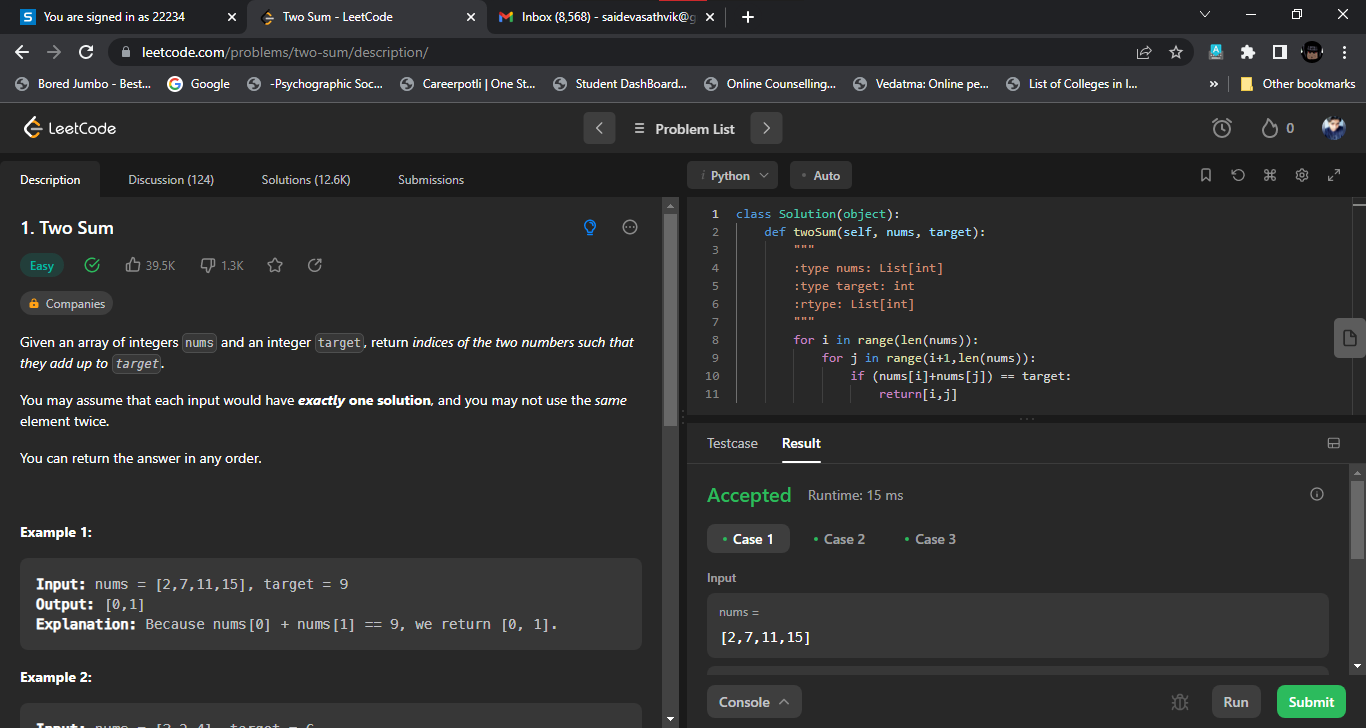 You are signed in as 22234
Two Sum - LeetCode
Inbox (8,568) - saidevasathvik@g
leetcode.com/problems/two-sum/description/
Bored Jumbo - Best...
Google
-Psychographic Soc...
Careerpotli | One St...
Student DashBoard...
Online Counselling...
Vedatma: Online pe...
List of Colleges in I...
»
Other bookmarks
LeetCode
Problem List
0
Description
Discussion (124)
Solutions (12.6K)
Submissions
1. Two Sum
Easy
39.5K
1.3K
Companies
Given an array of integers nums and an integer target, return indices of the two numbers such that
they add up to target.
You may assume that each input would have exactly one solution, and you may not use the same
element twice.
You can return the answer in any order.
Example 1:
Input: nums = [2,7,11,15], target = 9
Output: [0,1]
Explanation: Because nums[0] + nums[1] == 9, we return [0, 1].
Example 2:
Input: nums = [3,2,4], target = 6
i Python
• Auto
1 class Solution(object):
2 def twoSum(self, nums, target):
3 """
4 :type nums: List[int]
5 :type target: int
6 :rtype: List[int]
7 """
8 for i in range(len(nums)):
9 for j in range(i+1,len(nums)):
10 if (nums[i]+nums[j]) == target:
11 return[i,j]
Testcase
Result
Accepted
Runtime: 15 ms
• Case 1
• Case 2
• Case 3
Input
nums =
[2,7,11,15]
Console
Run
Submit